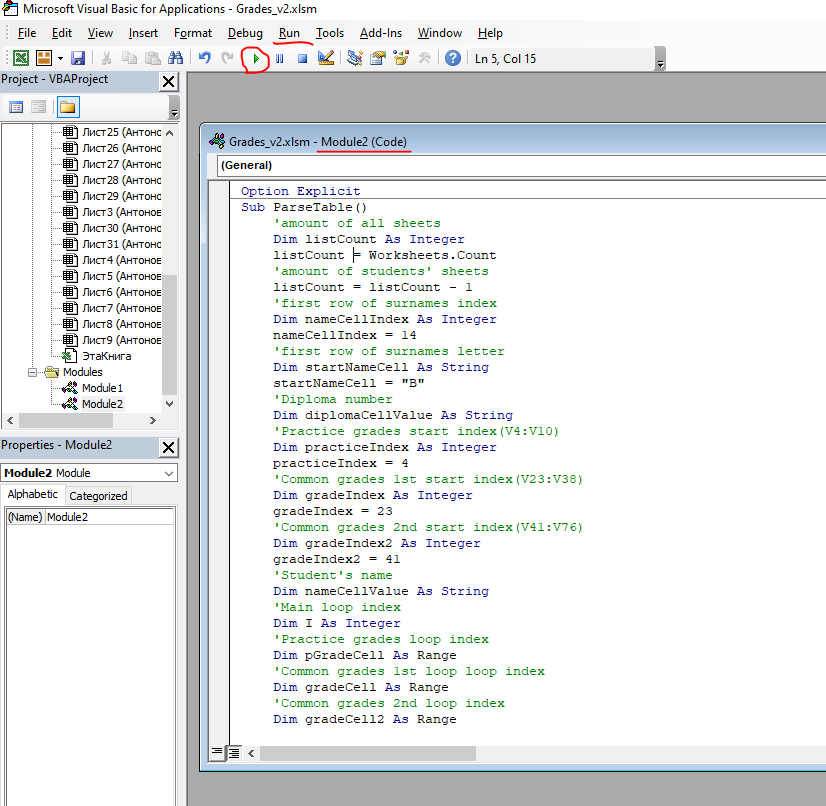 Microsoft Visual Basic for Applications - Grades_v2.xlsm
File Edit View Insert Format Debug Run Tools Add-Ins Window Help
Ln 5, Col 15
Project - VBAProject
Лист25 (Антоно
Лист26 (Антоно
Лист27 (Антоно
Лист28 (Антоно
Лист29 (Антоно
Лист3 (Антонов
Лист30 (Антоно
Лист31 (Антоно
Лист4 (Антонов
Лист5 (Антонов
Лист6 (Антонов
Лист7 (Антонов
Лист8 (Антонов
Лист9 (Антонов
ЭтаКнига
Modules
Module1
Module2
Properties - Module2
Module2 Module
Alphabetic Categorized
(Name) Module2
Grades_v2.xlsm - Module2 (Code)
(General)
Option Explicit
Sub ParseTable()
'amount of all sheets
Dim listCount As Integer
listCount = Worksheets.Count
'amount of students' sheets
listCount = listCount - 1
'first row of surnames index
Dim nameCellIndex As Integer
nameCellIndex = 14
'first row of surnames letter
Dim startNameCell As String
startNameCell = "B"
'Diploma number
Dim diplomaCellValue As String
'Practice grades start index(V4:V10)
Dim practiceIndex As Integer
practiceIndex = 4
'Common grades 1st start index(V23:V38)
Dim gradeIndex As Integer
gradeIndex = 23
'Common grades 2nd start index(V41:V76)
Dim gradeIndex2 As Integer
gradeIndex2 = 41
'Student's name
Dim nameCellValue As String
'Main loop index
Dim I As Integer
'Practice grades loop index
Dim pGradeCell As Range
'Common grades 1st loop loop index
Dim gradeCell As Range
'Common grades 2nd loop index
Dim gradeCell2 As Range